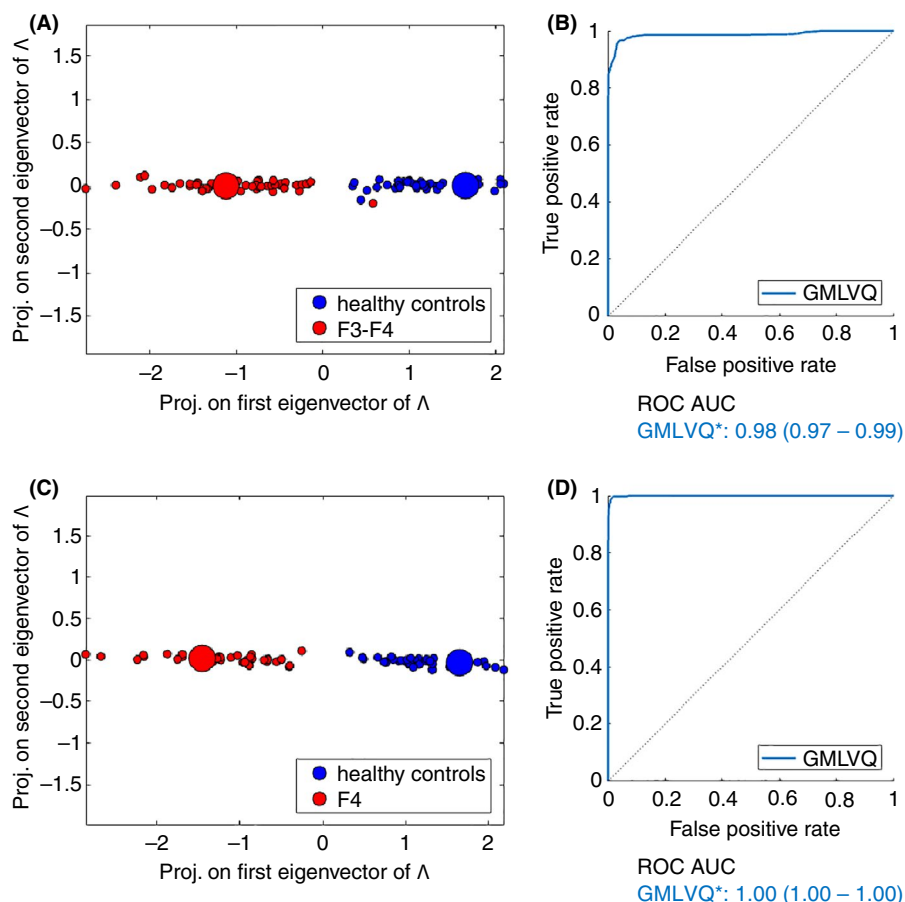 (A)
Proj. on second eigenvector of Λ
1.5
1
0.5
0
−0.5
−1
−1.5
healthy controls
F3-F4
−2
−1
0
1
2
Proj. on first eigenvector of Λ
(B)
True positive rate
1
0.8
0.6
0.4
0.2
0
GMLVQ
0
0.2
0.4
0.6
0.8
1
False positive rate
ROC AUC
GMLVQ*: 0.98 (0.97 – 0.99)
(C)
Proj. on second eigenvector of Λ
1.5
1
0.5
0
−0.5
−1
−1.5
healthy controls
F4
−2
−1
0
1
2
Proj. on first eigenvector of Λ
(D)
True positive rate
1
0.8
0.6
0.4
0.2
0
GMLVQ
0
0.2
0.4
0.6
0.8
1
False positive rate
ROC AUC
GMLVQ*: 1.00 (1.00 – 1.00)